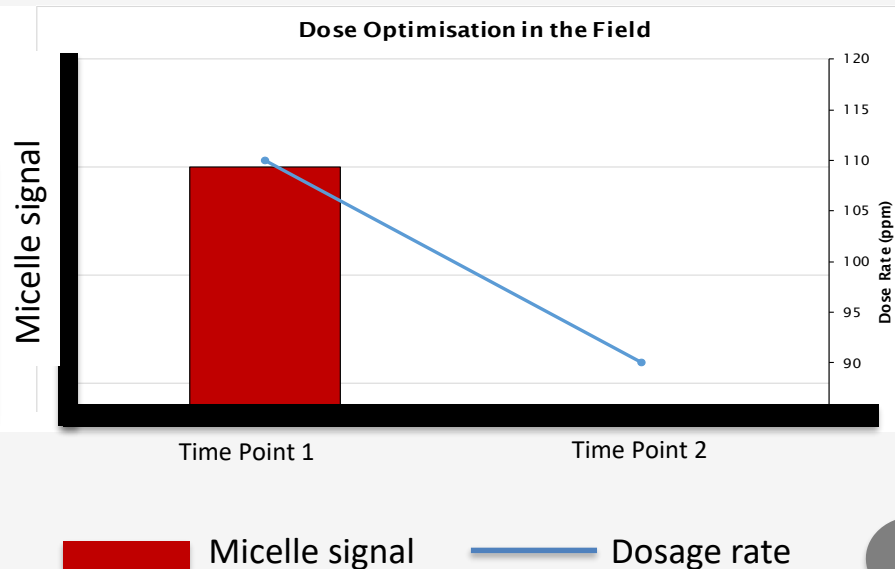 Dose Optimisation in the Field
Micelle signal
120
115
110
105
100
95
90
Dose Rate (ppm)
Time Point 1
Time Point 2
Micelle signal
Dosage rate